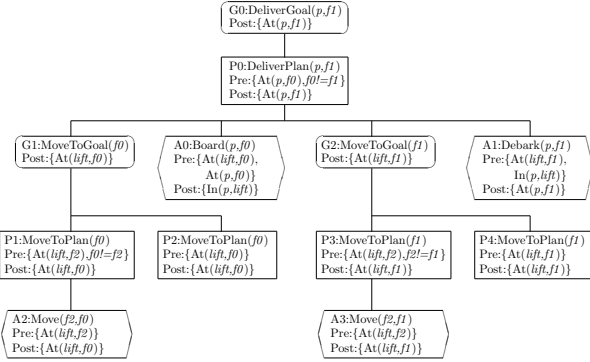 G0:DeliverGoal(p,f1)
Post:{At(p,f1)}
P0:DeliverPlan(p,f1)
Pre:{At(p,f0),f0!=f1}
Post:{At(p,f1)}
G1:MoveToGoal(f0)
Post:{At(lift,f0)}
A0:Board(p,f0)
Pre:{At(lift,f0),
At(p,f0)}
Post:{In(p,lift)}
G2:MoveToGoal(f1)
Post:{At(lift,f1)}
A1:Debark(p,f1)
Pre:{At(lift,f1),
In(p,lift)}
Post:{At(p,f1)}
P1:MoveToPlan(f0)
Pre:{At(lift,f2),f0!=f2}
Post:{At(lift,f0)}
P2:MoveToPlan(f0)
Pre:{At(lift,f0)}
Post:{At(lift,f0)}
P3:MoveToPlan(f1)
Pre:{At(lift,f2),f2!=f1}
Post:{At(lift,f1)}
P4:MoveToPlan(f1)
Pre:{At(lift,f1)}
Post:{At(lift,f1)}
A2:Move(f2,f0)
Pre:{At(lift,f2)}
Post:{At(lift,f0)}
A3:Move(f2,f1)
Pre:{At(lift,f2)}
Post:{At(lift,f1)}